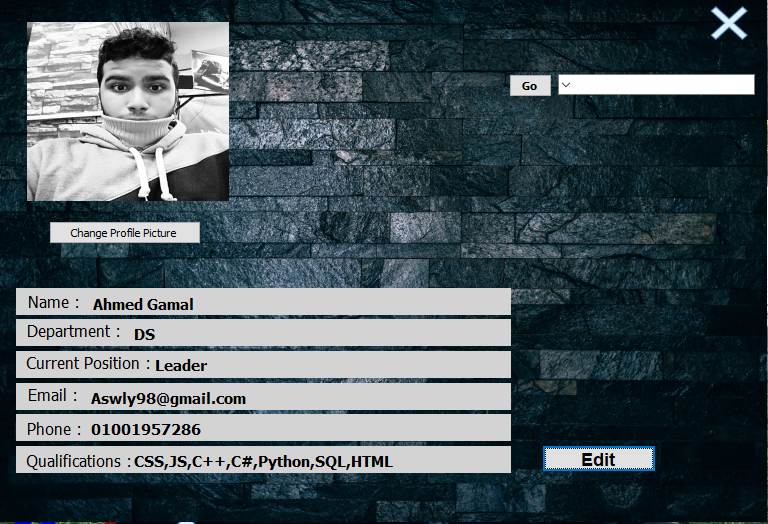 Go
Change Profile Picture
Name : Ahmed Gamal
Department : DS
Current Position : Leader
Email : Aswly98@gmail.com
Phone : 01001957286
Qualifications : CSS,JS,C++,C#,Python,SQL,HTML
Edit